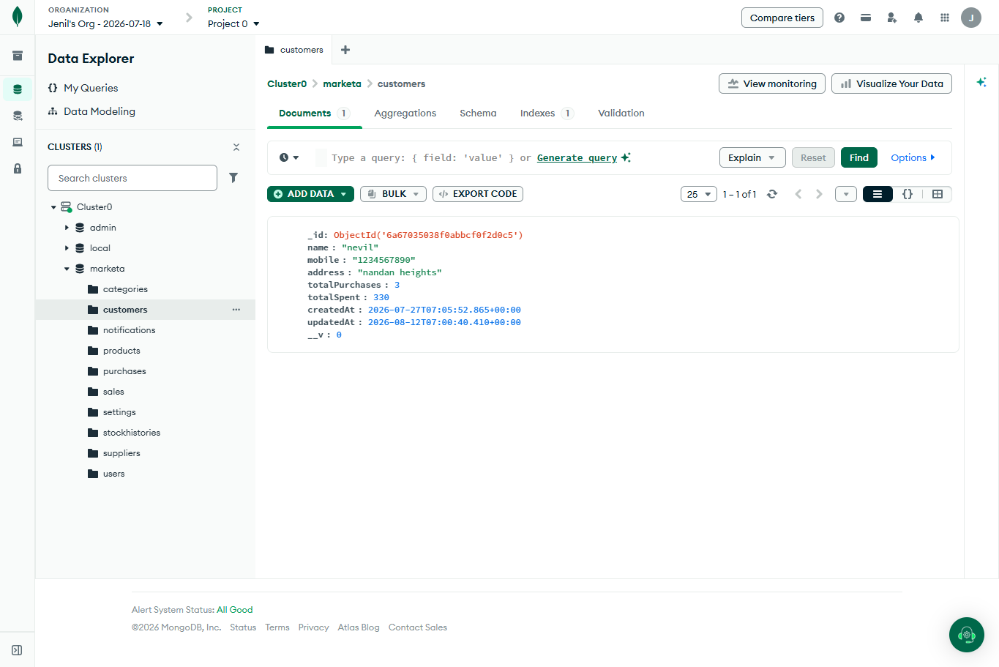 ORGANIZATION
Jenil's Org - 2026-07-18
PROJECT
Project 0
Compare tiers
J
Data Explorer
My Queries
Data Modeling
CLUSTERS (1)
Search clusters
Cluster0
admin
local
marketa
categories
customers
notifications
products
purchases
sales
settings
stockhistories
suppliers
users
customers
Cluster0 > marketa > customers
View monitoring
Visualize Your Data
Documents 1
Aggregations
Schema
Indexes 1
Validation
Type a query: { field: 'value' } or Generate query
Explain
Reset
Find
Options
ADD DATA
BULK
EXPORT CODE
25
1 – 1 of 1
_id: ObjectId('6a67035038f0abbcf0f2d0c5')
name : "nevil"
mobile : "1234567890"
address : "nandan heights"
totalPurchases : 3
totalSpent : 330
createdAt : 2026-07-27T07:05:52.865+00:00
updatedAt : 2026-08-12T07:00:40.410+00:00
__v : 0
Alert System Status: All Good
©2026 MongoDB, Inc. Status Terms Privacy Atlas Blog Contact Sales